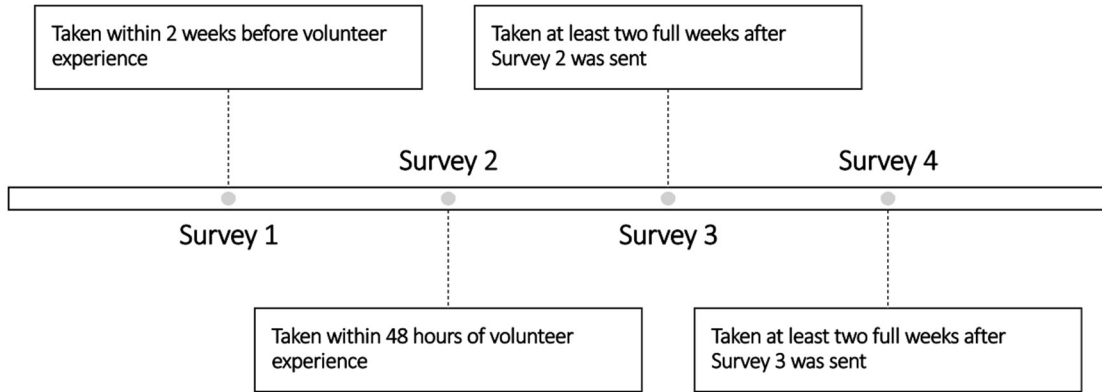 Taken within 2 weeks before volunteer
experience
Taken at least two full weeks after
Survey 2 was sent
Survey 2
Survey 4
Survey 1
Survey 3
Taken within 48 hours of volunteer
experience
Taken at least two full weeks after
Survey 3 was sent